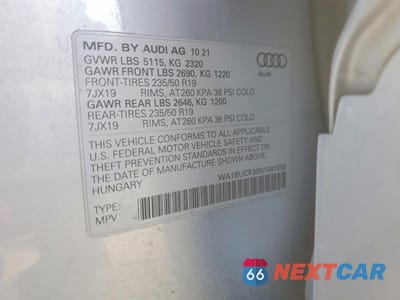 MFD. BY AUDI AG 10 21
GVWR LBS 5115, KG 2320
GAWR FRONT LBS 2690, KG 1220
FRONT-TIRES 235/50 R19
7JX19 RIMS, AT260 KPA 38 PSI COLD
GAWR REAR LBS 2646, KG 1200
REAR-TIRES 235/50 R19
7JX19 RIMS, AT260 KPA 38 PSI COLD
Audi
THIS VEHICLE CONFORMS TO ALL APPLICABLE
U.S. FEDERAL MOTOR VEHICLE SAFETY AND
THEFT PREVENTION STANDARDS IN EFFECT ON
THE DATE OF MANUFACTURE SHOWN ABOVE.
HUNGARY
TYPE:
MPV
66 NEXTCAR